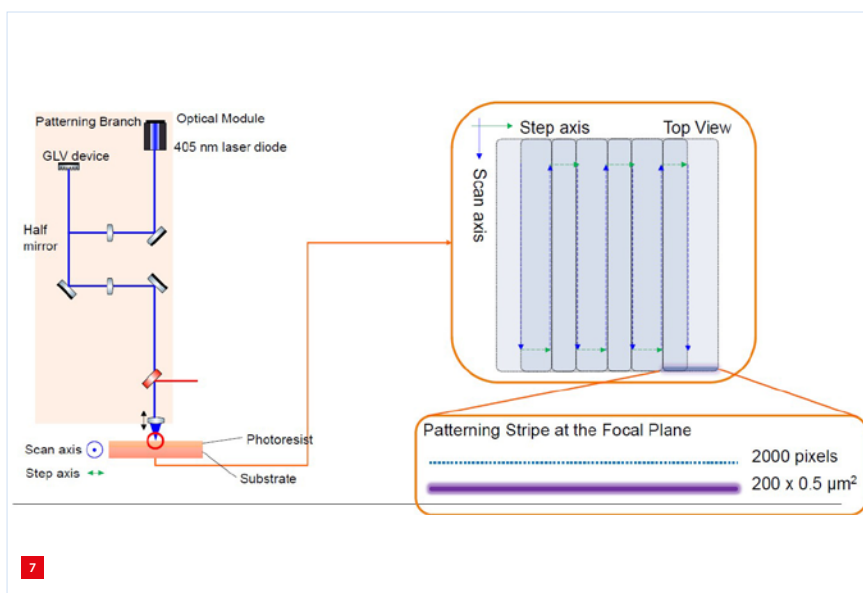 Patterning Branch
Optical Module
405 nm laser diode
GLV device
Half
mirror
Scan axis
Step axis
Photoresist
Substrate
Step axis
Top View
Scan axis
Patterning Stripe at the Focal Plane
2000 pixels
200 x 0.5 µm²
7